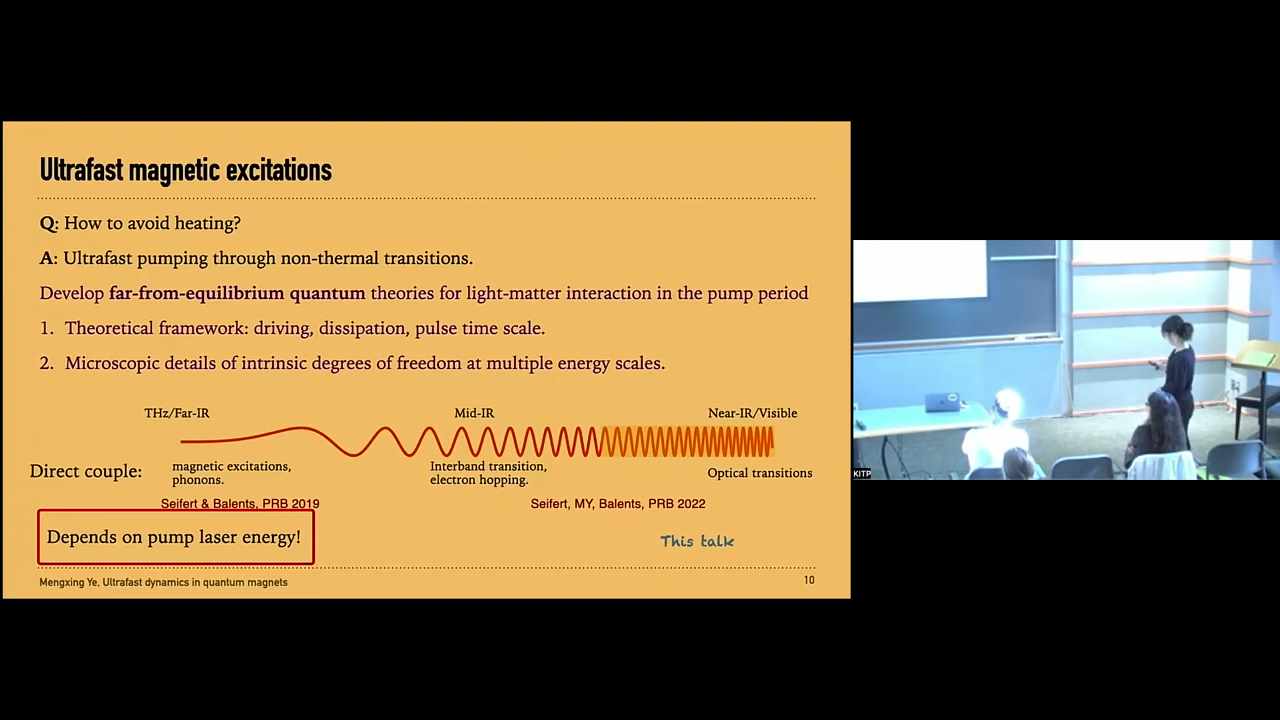 Ultrafast magnetic excitations
Q: How to avoid heating?
A: Ultrafast pumping through non-thermal transitions.
Develop far-from-equilibrium quantum theories for light-matter interaction in the pump period
1. Theoretical framework: driving, dissipation, pulse time scale.
2. Microscopic details of intrinsic degrees of freedom at multiple energy scales.
THz/Far-IR Mid-IR Near-IR/Visible
Direct couple:
magnetic excitations,
phonons.
Interband transition,
electron hopping.
Optical transitions
Seifert & Balents, PRB 2019 Seifert, MY, Balents, PRB 2022
Depends on pump laser energy!
This talk
Mengxing Ye, Ultrafast dynamics in quantum magnets 10
KITP